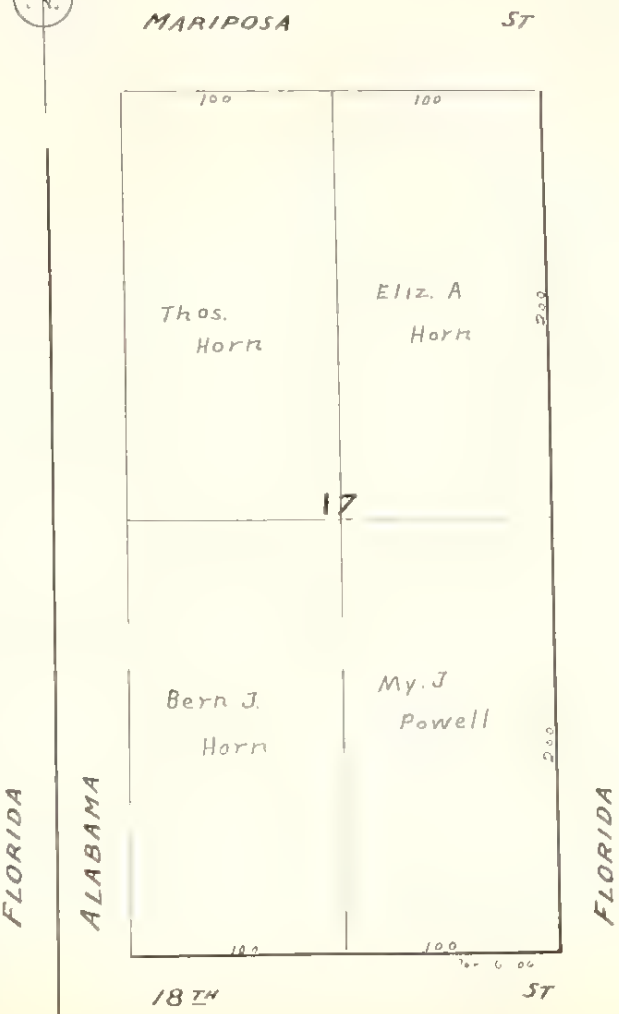 MARIPOSA ST
100 100
Eliz. A
Horn
Thos.
Horn
200
17
My. J
Powell
Bern J.
Horn
200
FLORIDA
ALABAMA
FLORIDA
100 100
18TH ST